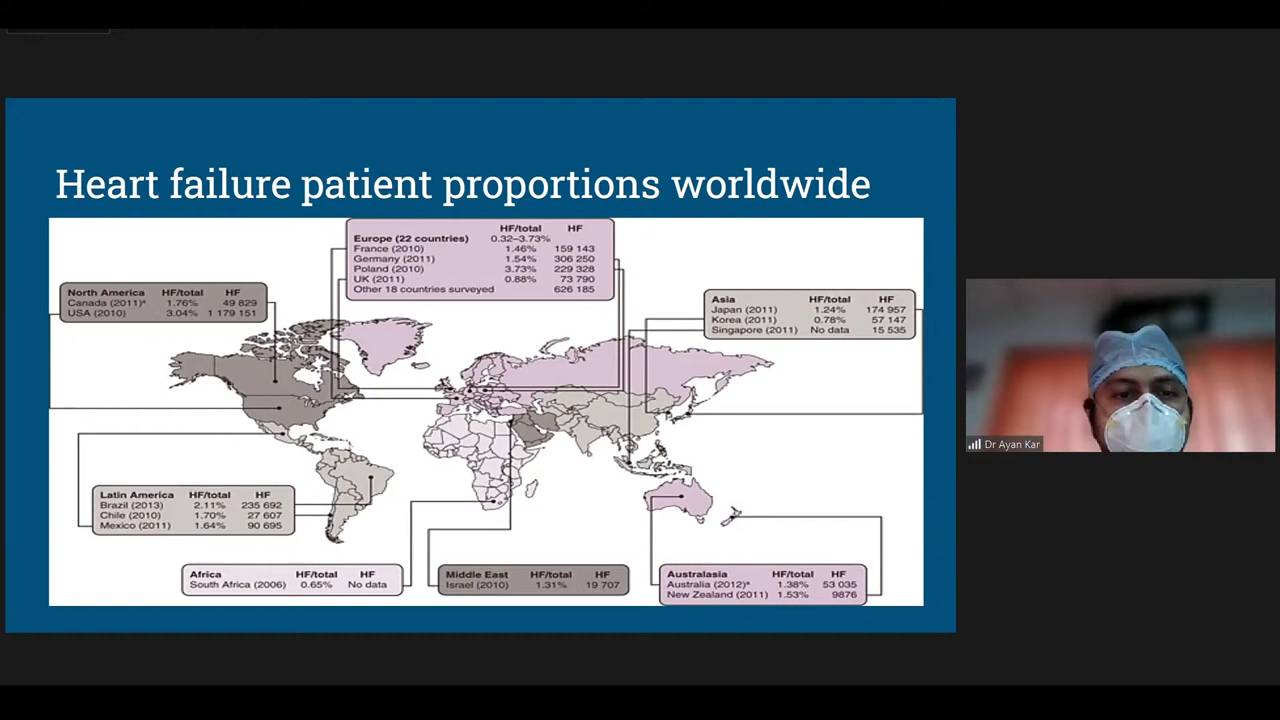 Heart failure patient proportions worldwide
HF/total HF
Europe (22 countries) 0.32–3.73%
France (2010) 1.46% 159 143
Germany (2011) 1.54% 306 250
Poland (2010) 3.73% 229 328
UK (2011) 0.88% 73 790
Other 18 countries surveyed 626 185
North America HF/total HF
Canada (2011)ᵃ 1.76% 49 829
USA (2010) 3.04% 1 179 151
Asia HF/total HF
Japan (2011) 1.24% 174 957
Korea (2011) 0.78% 57 147
Singapore (2011) No data 15 535
Latin America HF/total HF
Brazil (2013) 2.11% 235 692
Chile (2010) 1.70% 27 607
Mexico (2011) 1.64% 90 695
Africa HF/total HF
South Africa (2006) 0.65% No data
Middle East HF/total HF
Israel (2010) 1.31% 19 707
Australasia HF/total HF
Australia (2012)ᵃ 1.38% 53 035
New Zealand (2011) 1.53% 9876
Dr Ayan Kar